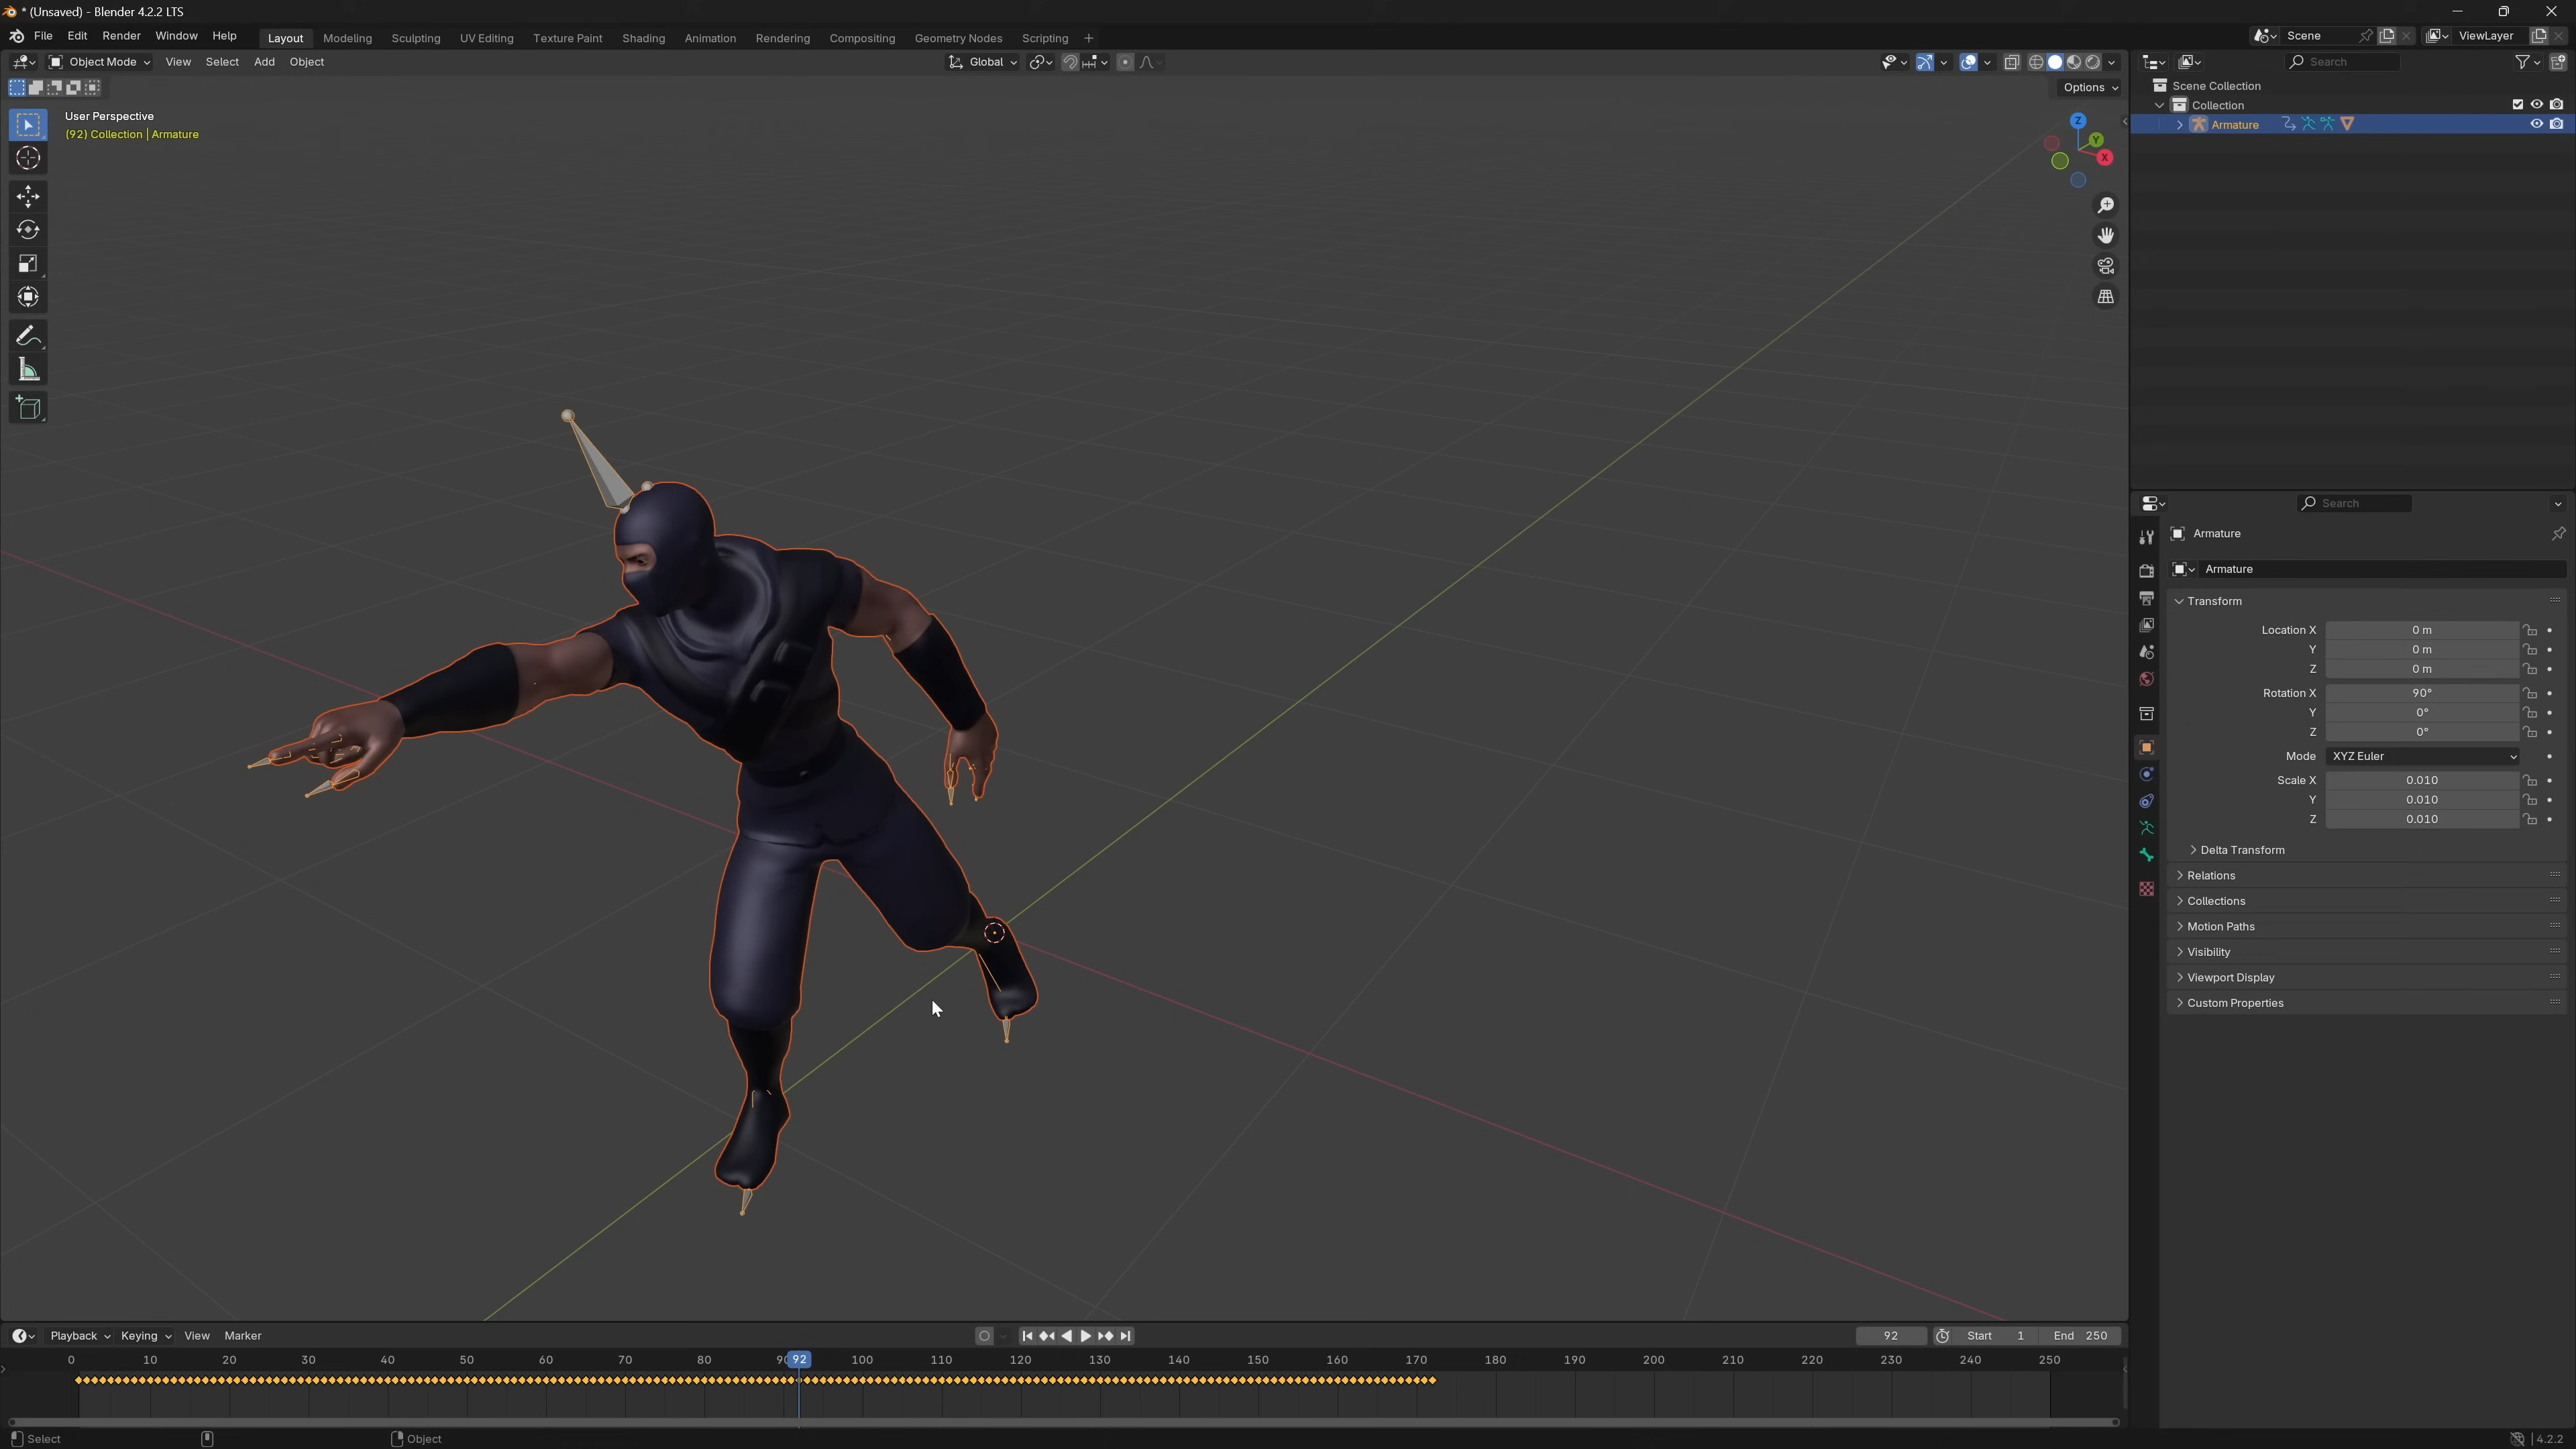 * (Unsaved) - Blender 4.2.2 LTS
File Edit Render Window Help Layout Modeling Sculpting UV Editing Texture Paint Shading Animation Rendering Compositing Geometry Nodes Scripting + Scene ViewLayer
Object Mode View Select Add Object Global Search
Options
User Perspective
(92) Collection | Armature
Z
Y
X
Scene Collection
Collection
Armature
Search
Armature
Armature
Transform
Location X 0 m
Y 0 m
Z 0 m
Rotation X 90°
Y 0°
Z 0°
Mode XYZ Euler
Scale X 0.010
Y 0.010
Z 0.010
Delta Transform
Relations
Collections
Motion Paths
Visibility
Viewport Display
Custom Properties
Playback Keying View Marker 92 Start 1 End 250
0 10 20 30 40 50 60 70 80 90 92 100 110 120 130 140 150 160 170 180 190 200 210 220 230 240 250
Select Object 4.2.2